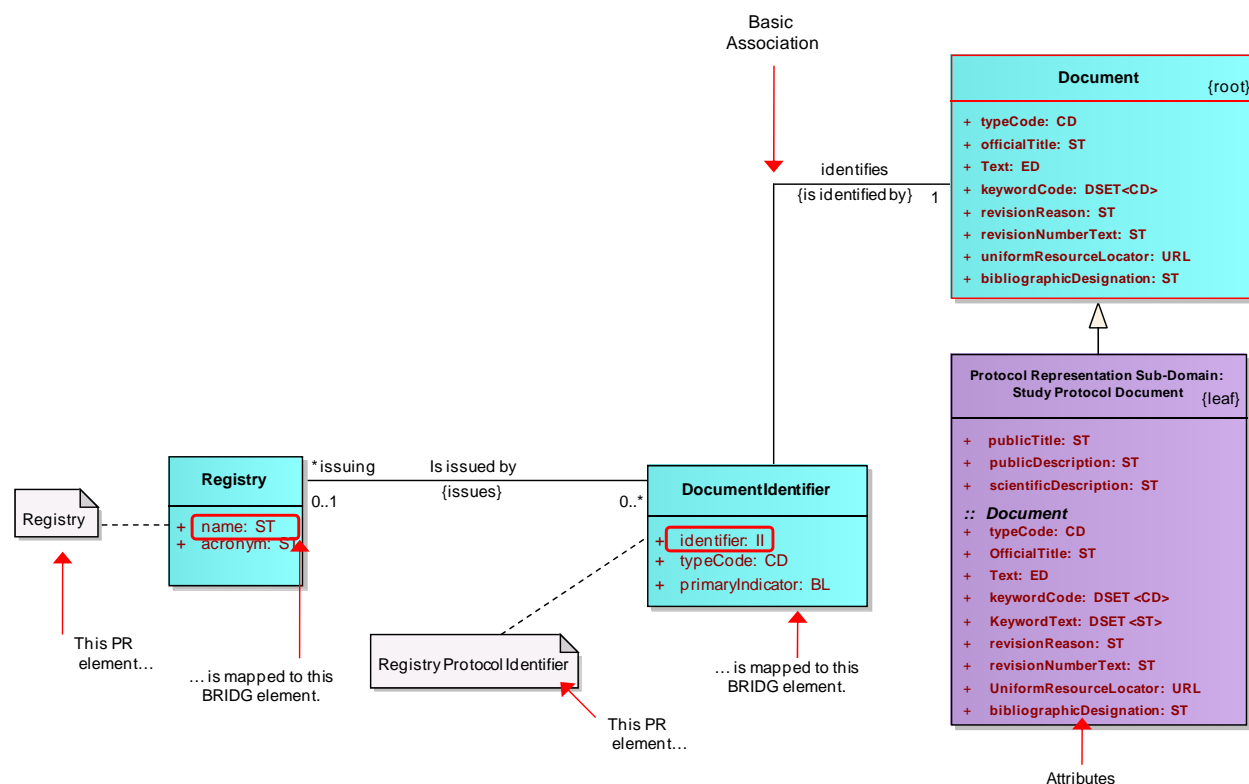 Basic
Association
Document
{root}
+ typeCode: CD
+ officialTitle: ST
+ Text: ED
+ keywordCode: DSET<CD>
+ revisionReason: ST
+ revisionNumberText: ST
+ uniformResourceLocator: URL
+ bibliographicDesignation: ST
identifies
{is identified by}
1
Protocol Representation Sub-Domain:
Study Protocol Document
{leaf}
+ publicTitle: ST
+ publicDescription: ST
+ scientificDescription: ST
:: Document
+ typeCode: CD
+ OfficialTitle: ST
+ Text: ED
+ keywordCode: DSET <CD>
+ KeywordText: DSET <ST>
+ revisionReason: ST
+ revisionNumberText: ST
+ UniformResourceLocator: URL
+ bibliographicDesignation: ST
Attributes
Registry
+ name: ST
+ acronym: ST
* issuing
0..1
Is issued by
{issues}
0..*
DocumentIdentifier
+ identifier: II
+ typeCode: CD
+ primaryIndicator: BL
Registry
This PR
element…
… is mapped to this
BRIDG element.
Registry Protocol Identifier
This PR
element…
… is mapped to this
BRIDG element.